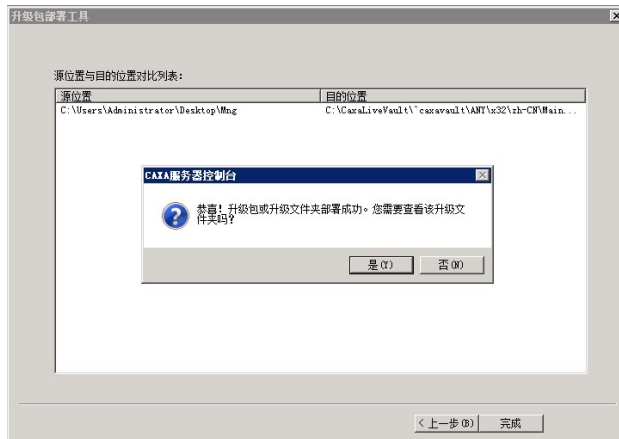 升级包部署工具
源位置与目的位置对比列表：
源位置 目的位置
C:\Users\Administrator\Desktop\Mng C:\CaxaLiveVault\^caxavault\ANY\x32\zh-CN\Main...
CAXA服务器控制台
恭喜！升级包或升级文件夹部署成功。您需要查看该升级文
件夹吗？
是(Y) 否(N)
< 上一步(B) 完成